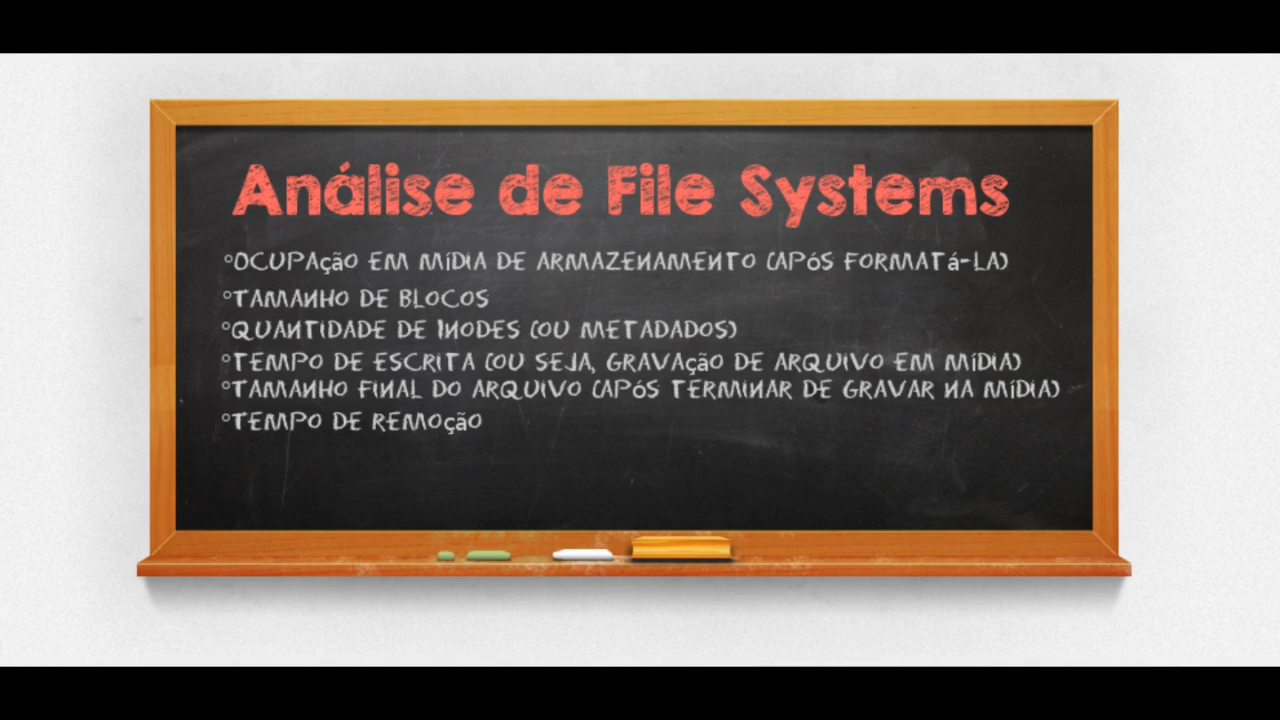 Análise de File Systems
°OCUPAção EM MíDIA DE ARMAZENAMENTO (APóS FORMATá-LA)
°TAMANHO DE BLOCOS
°QUANTIDADE DE INODES (OU METADADOS)
°TEMPO DE ESCRITA (OU SEJA, GRAVAção DE ARQUIVO EM MíDIA)
°TAMANHO FINAL DO ARQUIVO (APóS TERMINAR DE GRAVAR NA MíDIA)
°TEMPO DE REMOção